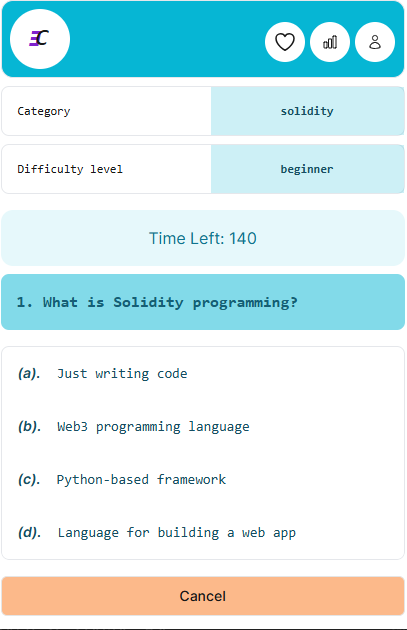 EC
Category
solidity
Difficulty level
beginner
Time Left: 140
1. What is Solidity programming?
(a). Just writing code
(b). Web3 programming language
(c). Python-based framework
(d). Language for building a web app
Cancel